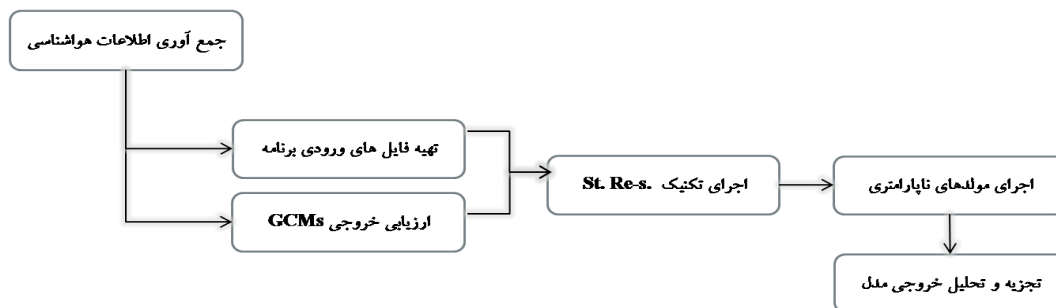 جمع آوری اطلاعات هواشناسی
تهیه فایل های ورودی برنامه
ارزیابی خروجی GCMs
اجرای تکنیک St. Re-s.
اجرای مولدهای ناپارامتری
تجزیه و تحلیل خروجی مدل